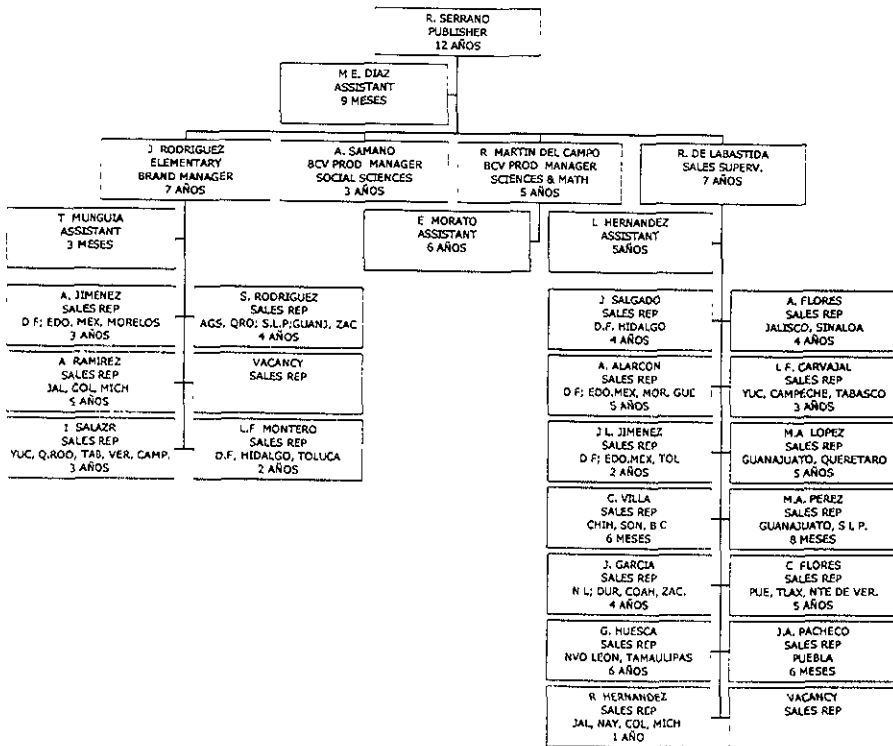 R. SERRANO
PUBLISHER
12 AÑOS
M E. DIAZ
ASSISTANT
9 MESES
J. RODRIGUEZ
ELEMENTARY
BRAND MANAGER
7 AÑOS
A. SAMANO
BCV PROD MANAGER
SOCIAL SCIENCES
3 AÑOS
R MARTIN DEL CAMPO
BCV PROD MANAGER
SCIENCES & MATH
5 AÑOS
R. DE LABASTIDA
SALES SUPERV.
7 AÑOS
T MUNGUIA
ASSISTANT
3 MESES
E MORATO
ASSISTANT
6 AÑOS
L HERNANDEZ
ASSISTANT
5AÑOS
A. JIMENEZ
SALES REP
D F; EDO. MEX, MORELOS
3 AÑOS
S. RODRIGUEZ
SALES REP
AGS, QRO; S.L.P;GUANJ, ZAC
4 AÑOS
A RAMIREZ
SALES REP
JAL, COL, MICH
5 AÑOS
VACANCY
SALES REP
I SALAZR
SALES REP
YUC, Q.ROO, TAB, VER, CAMP.
3 AÑOS
L.F MONTERO
SALES REP
D.F, HIDALGO, TOLUCA
2 AÑOS
J SALGADO
SALES REP
D.F, HIDALGO
4 AÑOS
A. FLORES
SALES REP
JALISCO, SINALOA
4 AÑOS
A. ALARCON
SALES REP
D F; EDO.MEX, MOR, GUE
5 AÑOS
L F. CARVAJAL
SALES REP
YUC, CAMPECHE, TABASCO
3 AÑOS
J L. JIMENEZ
SALES REP
D F; EDO.MEX, TOL
2 AÑOS
M.A LOPEZ
SALES REP
GUANAJUATO, QUERETARO
5 AÑOS
C. VILLA
SALES REP
CHIH, SON, B C
6 MESES
M.A. PEREZ
SALES REP
GUANAJUATO, S L P.
8 MESES
J. GARCIA
SALES REP
N L; DUR, COAH, ZAC.
4 AÑOS
C FLORES
SALES REP
PUE, TLAX, NTE DE VER.
5 AÑOS
G. HUESCA
SALES REP
NVO LEON, TAMAULIPAS
6 AÑOS
J.A. PACHECO
SALES REP
PUEBLA
6 MESES
R HERNANDEZ
SALES REP
JAL, NAY, COL, MICH
1 AÑO
VACANCY
SALES REP